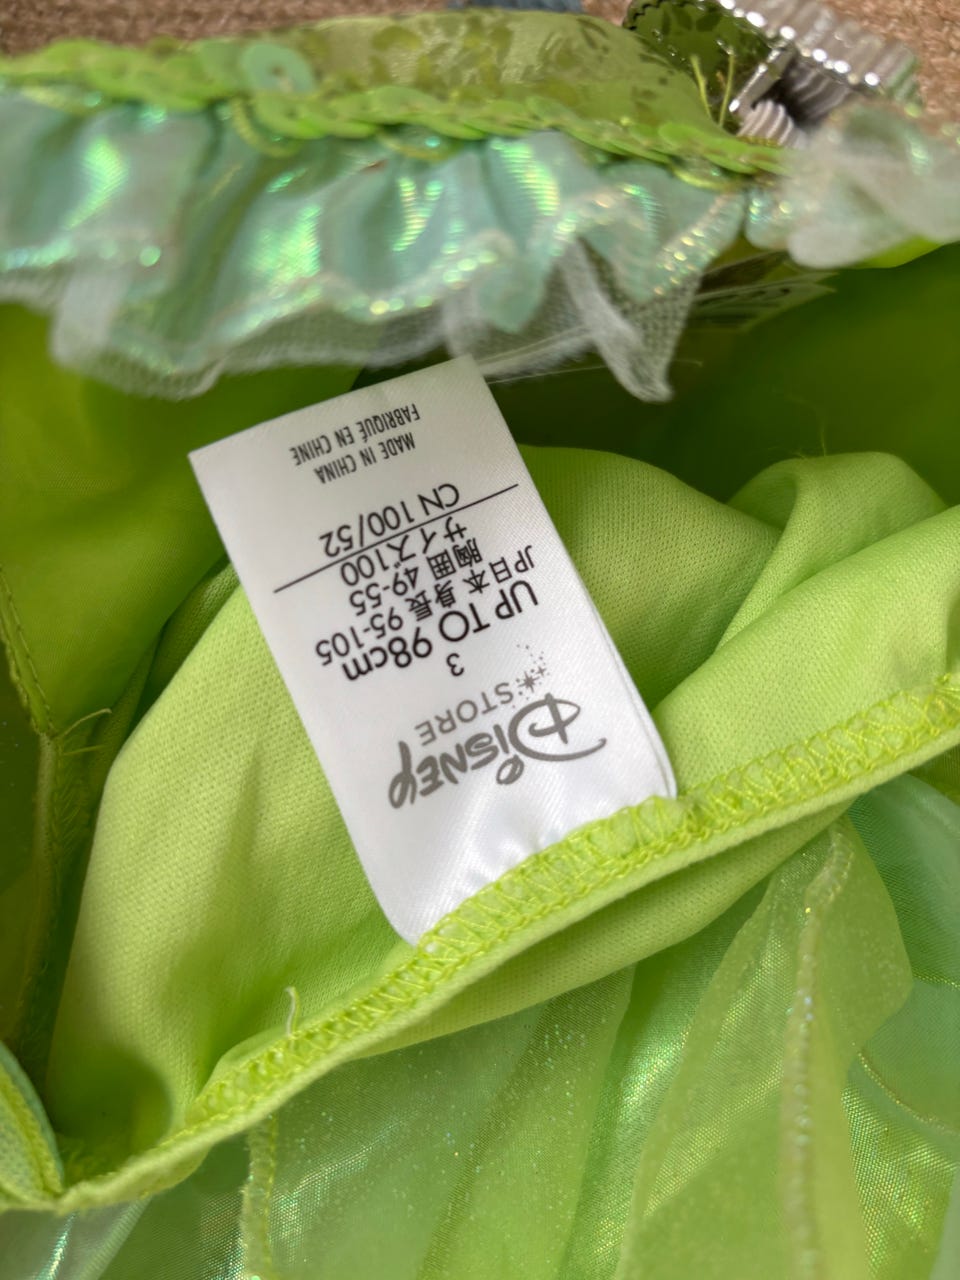 Disney
STORE
3
UP TO 98cm
JP日本 身長 95-105
胸囲 49-55
サイズ100
CN 100/52
MADE IN CHINA
FABRIQUÉ EN CHINE